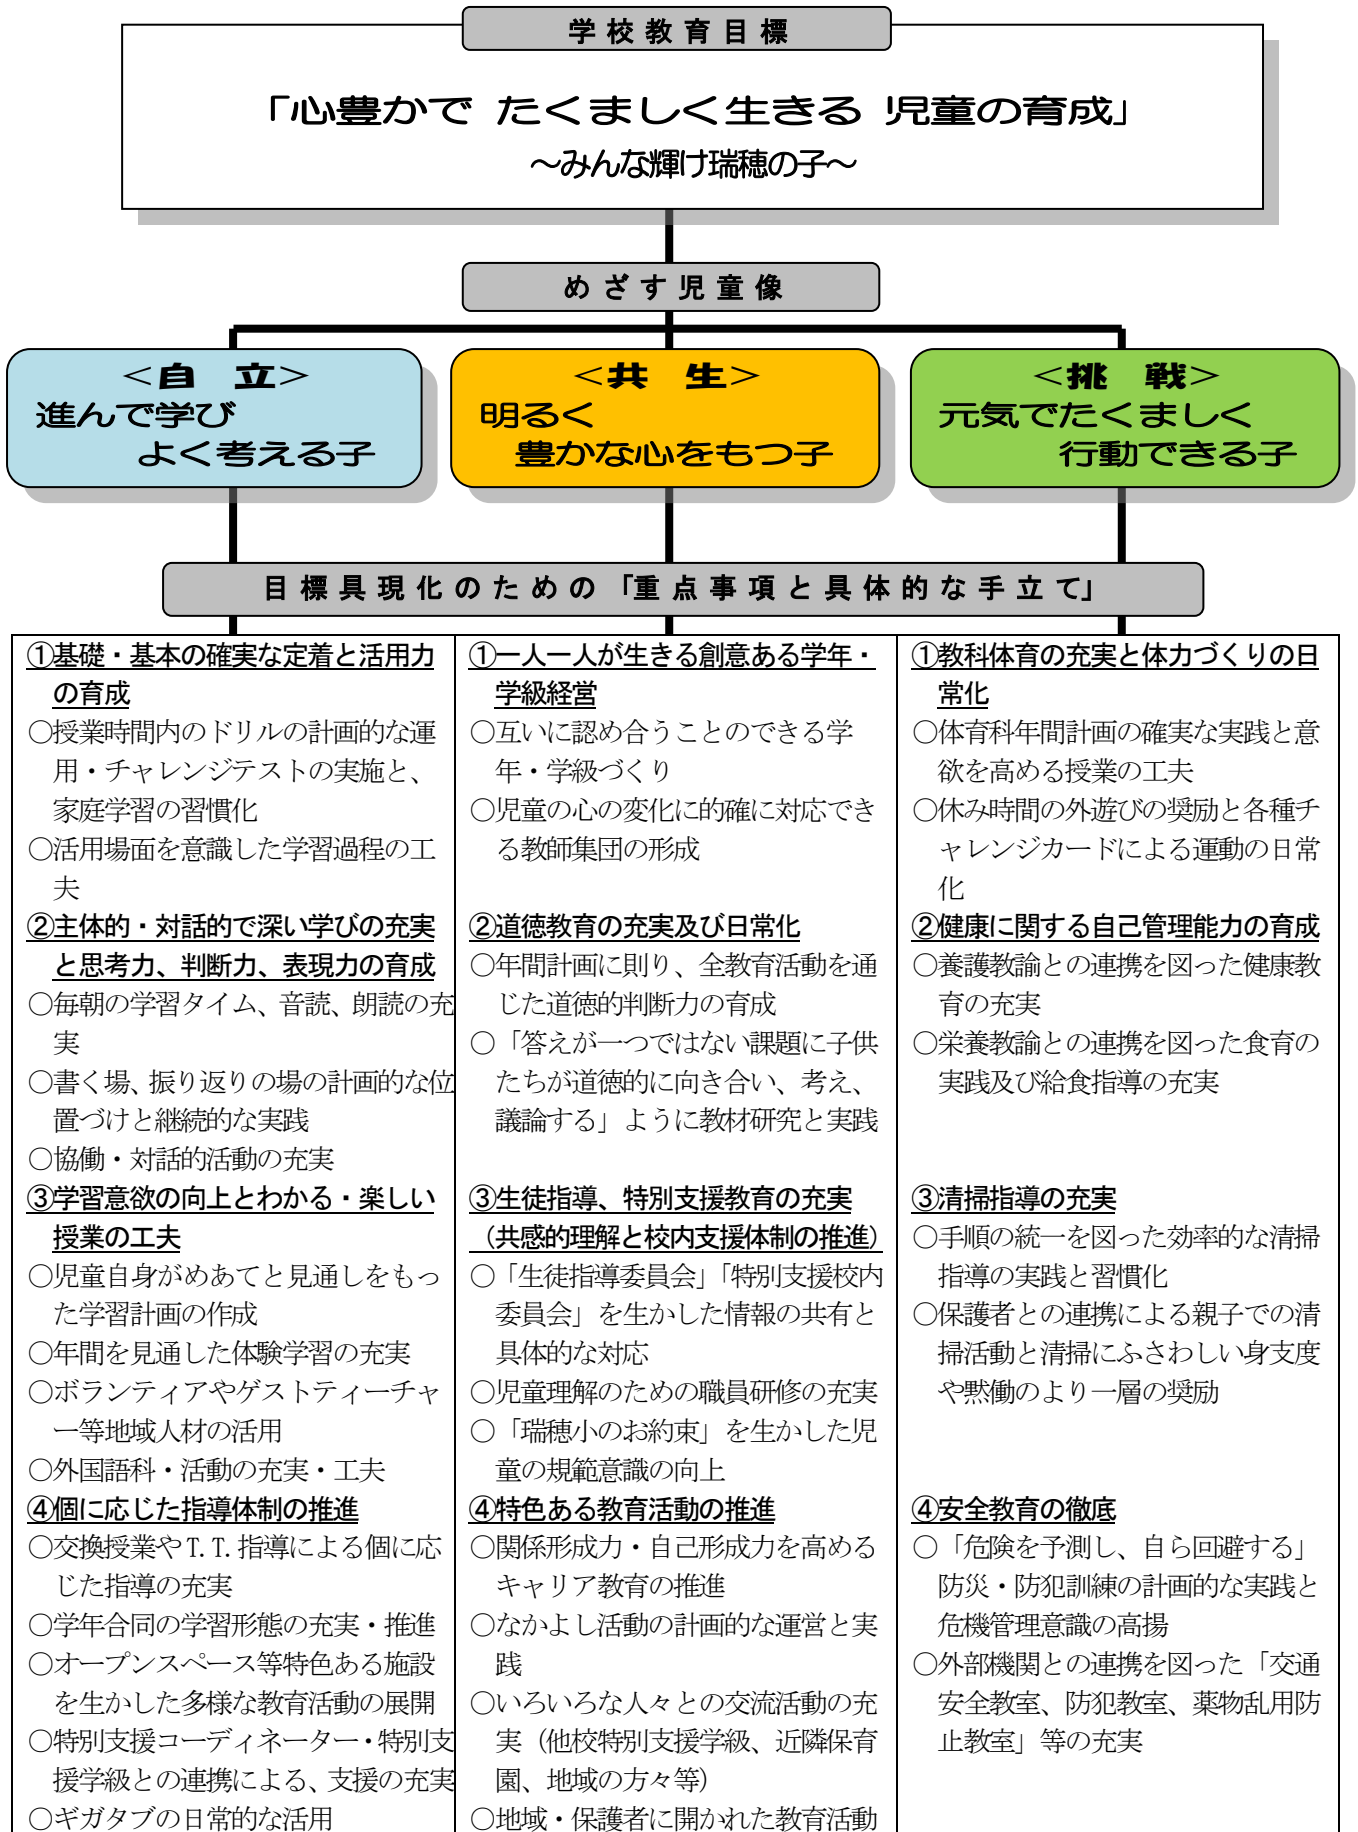 学校教育目標
「心豊かで たくましく生きる 児童の育成」
～みんな輝け瑞穂の子～
めざす児童像
＜自 立＞
進んで学び
よく考える子
＜共 生＞
明るく
豊かな心をもつ子
＜挑 戦＞
元気でたくましく
行動できる子
目標具現化のための「重点事項と具体的な手立て」
①基礎・基本の確実な定着と活用力
の育成
○授業時間内のドリルの計画的な運
用・チャレンジテストの実施と、
家庭学習の習慣化
○活用場面を意識した学習過程の工
夫
②主体的・対話的で深い学びの充実
と思考力、判断力、表現力の育成
○毎朝の学習タイム、音読、朗読の充
実
○書く場、振り返りの場の計画的な位
置づけと継続的な実践
○協働・対話的活動の充実
③学習意欲の向上とわかる・楽しい
授業の工夫
○児童自身がめあてと見通しをもっ
た学習計画の作成
○年間を見通した体験学習の充実
○ボランティアやゲストティーチャ
ー等地域人材の活用
○外国語科・活動の充実・工夫
④個に応じた指導体制の推進
○交換授業やT.T.指導による個に応
じた指導の充実
○学年合同の学習形態の充実・推進
○オープンスペース等特色ある施設
を生かした多様な教育活動の展開
○特別支援コーディネーター・特別支
援学級との連携による、支援の充実
○ギガタブの日常的な活用
①一人一人が生きる創意ある学年・
学級経営
○互いに認め合うことのできる学
年・学級づくり
○児童の心の変化に的確に対応でき
る教師集団の形成
②道徳教育の充実及び日常化
○年間計画に則り、全教育活動を通
じた道徳的判断力の育成
○「答えが一つではない課題に子供
たちが道徳的に向き合い、考え、
議論する」ように教材研究と実践
③生徒指導、特別支援教育の充実
（共感的理解と校内支援体制の推進）
○「生徒指導委員会」「特別支援校内
委員会」を生かした情報の共有と
具体的な対応
○児童理解のための職員研修の充実
○「瑞穂小のお約束」を生かした児
童の規範意識の向上
④特色ある教育活動の推進
○関係形成力・自己形成力を高める
キャリア教育の推進
○なかよし活動の計画的な運営と実
践
○いろいろな人々との交流活動の充
実（他校特別支援学級、近隣保育
園、地域の方々等）
○地域・保護者に開かれた教育活動
①教科体育の充実と体力づくりの日
常化
○体育科年間計画の確実な実践と意
欲を高める授業の工夫
○休み時間の外遊びの奨励と各種チ
ャレンジカードによる運動の日常
化
②健康に関する自己管理能力の育成
○養護教諭との連携を図った健康教
育の充実
○栄養教諭との連携を図った食育の
実践及び給食指導の充実
③清掃指導の充実
○手順の統一を図った効率的な清掃
指導の実践と習慣化
○保護者との連携による親子での清
掃活動と清掃にふさわしい身支度
や黙働のより一層の奨励
④安全教育の徹底
○「危険を予測し、自ら回避する」
防災・防犯訓練の計画的な実践と
危機管理意識の高揚
○外部機関との連携を図った「交通
安全教室、防犯教室、薬物乱用防
止教室」等の充実